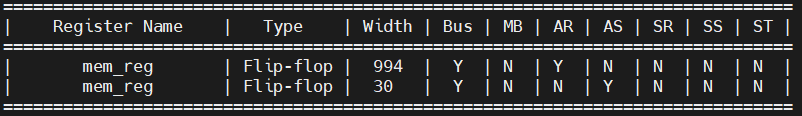 ===============================================================================
|    Register Name    |   Type    | Width | Bus | MB | AR | AS | SR | SS | ST |
===============================================================================
|       mem_reg       | Flip-flop |  994  |  Y  | N  | Y  | N  | N  | N  | N  |
|       mem_reg       | Flip-flop |  30   |  Y  | N  | N  | Y  | N  | N  | N  |
===============================================================================